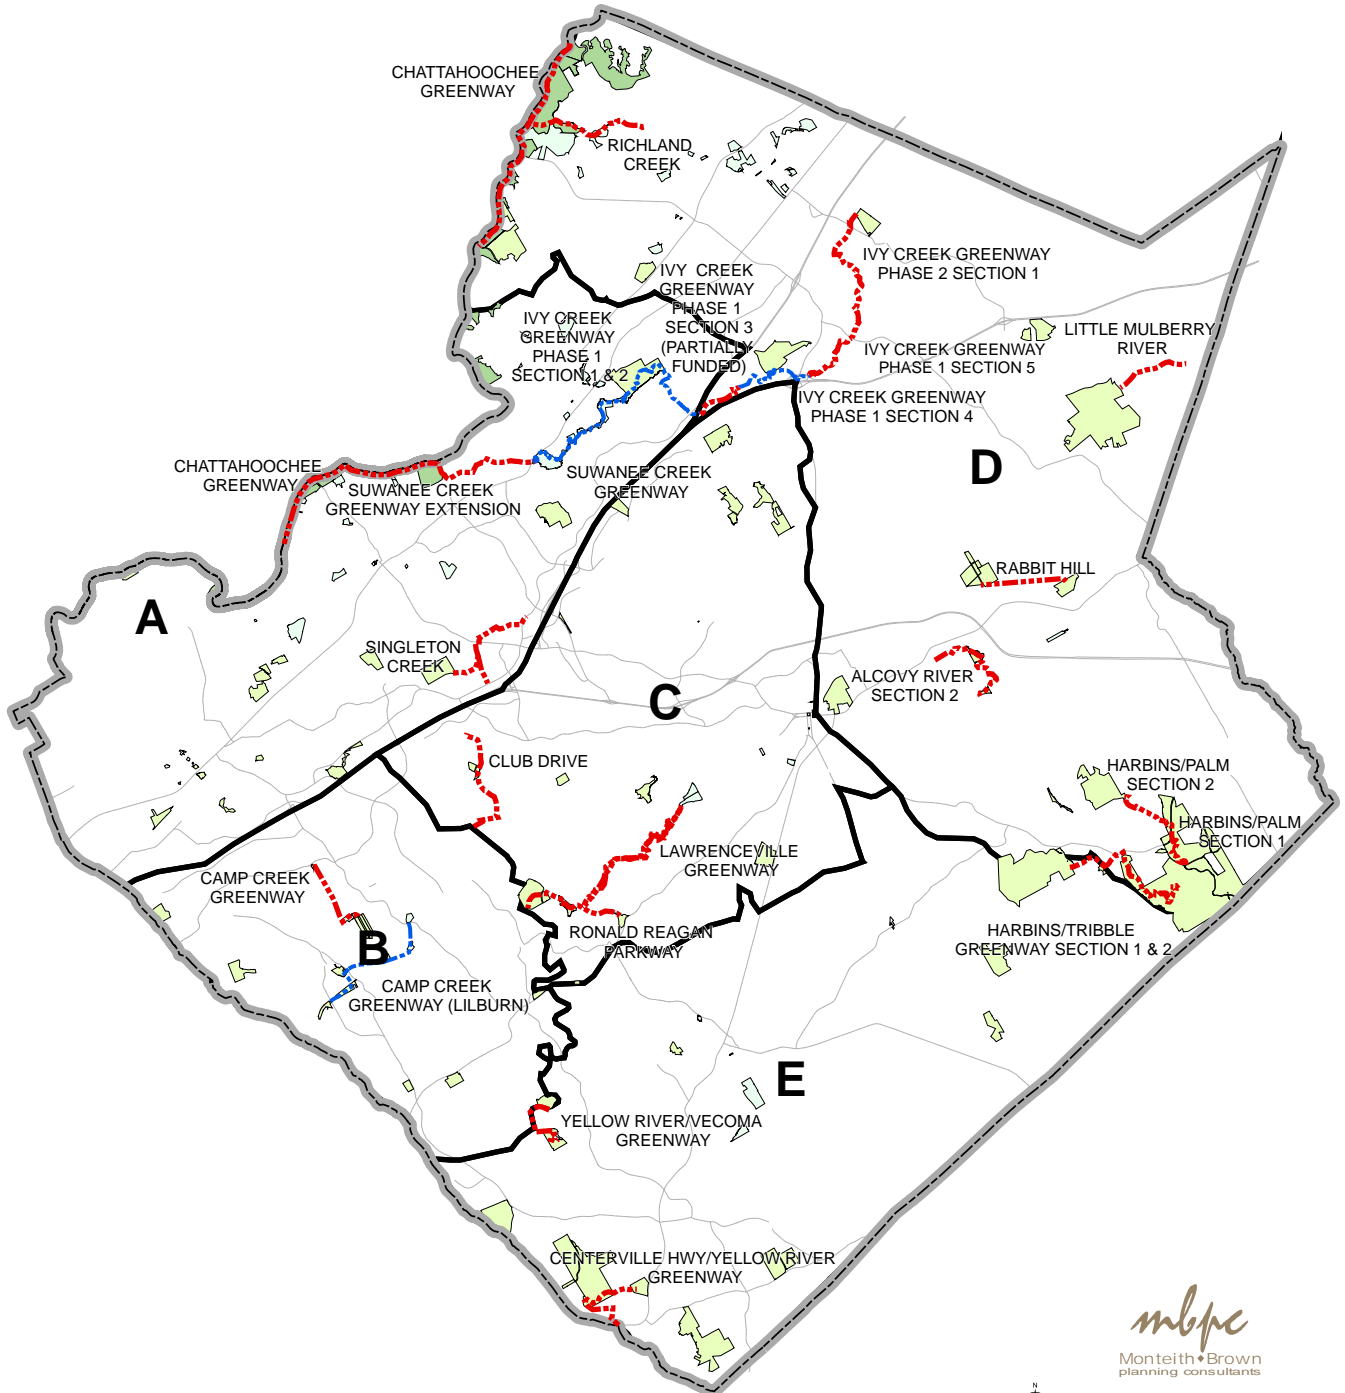 CHATTAHOOCHEE
GREENWAY
RICHLAND
CREEK
IVY CREEK GREENWAY
PHASE 2 SECTION 1
IVY CREEK
GREENWAY
PHASE 1
SECTION 3
(PARTIALLY
FUNDED)
IVY CREEK
GREENWAY
PHASE 1
SECTION 1 & 2
LITTLE MULBERRY
RIVER
IVY CREEK GREENWAY
PHASE 1 SECTION 5
IVY CREEK GREENWAY
PHASE 1 SECTION 4
CHATTAHOOCHEE
GREENWAY
SUWANEE CREEK
GREENWAY EXTENSION
SUWANEE CREEK
GREENWAY
D
RABBIT HILL
A
SINGLETON
CREEK
ALCOVY RIVER
SECTION 2
C
CLUB DRIVE
HARBINS/PALM
SECTION 2
HARBINS/PALM
SECTION 1
LAWRENCEVILLE
GREENWAY
CAMP CREEK
GREENWAY
B
RONALD REAGAN
PARKWAY
HARBINS/TRIBBLE
GREENWAY SECTION 1 & 2
CAMP CREEK
GREENWAY (LILBURN)
E
YELLOW RIVER/VECOMA
GREENWAY
CENTERVILLE HWY/YELLOW RIVER
GREENWAY
mbpc
Monteith♦Brown
planning consultants
N